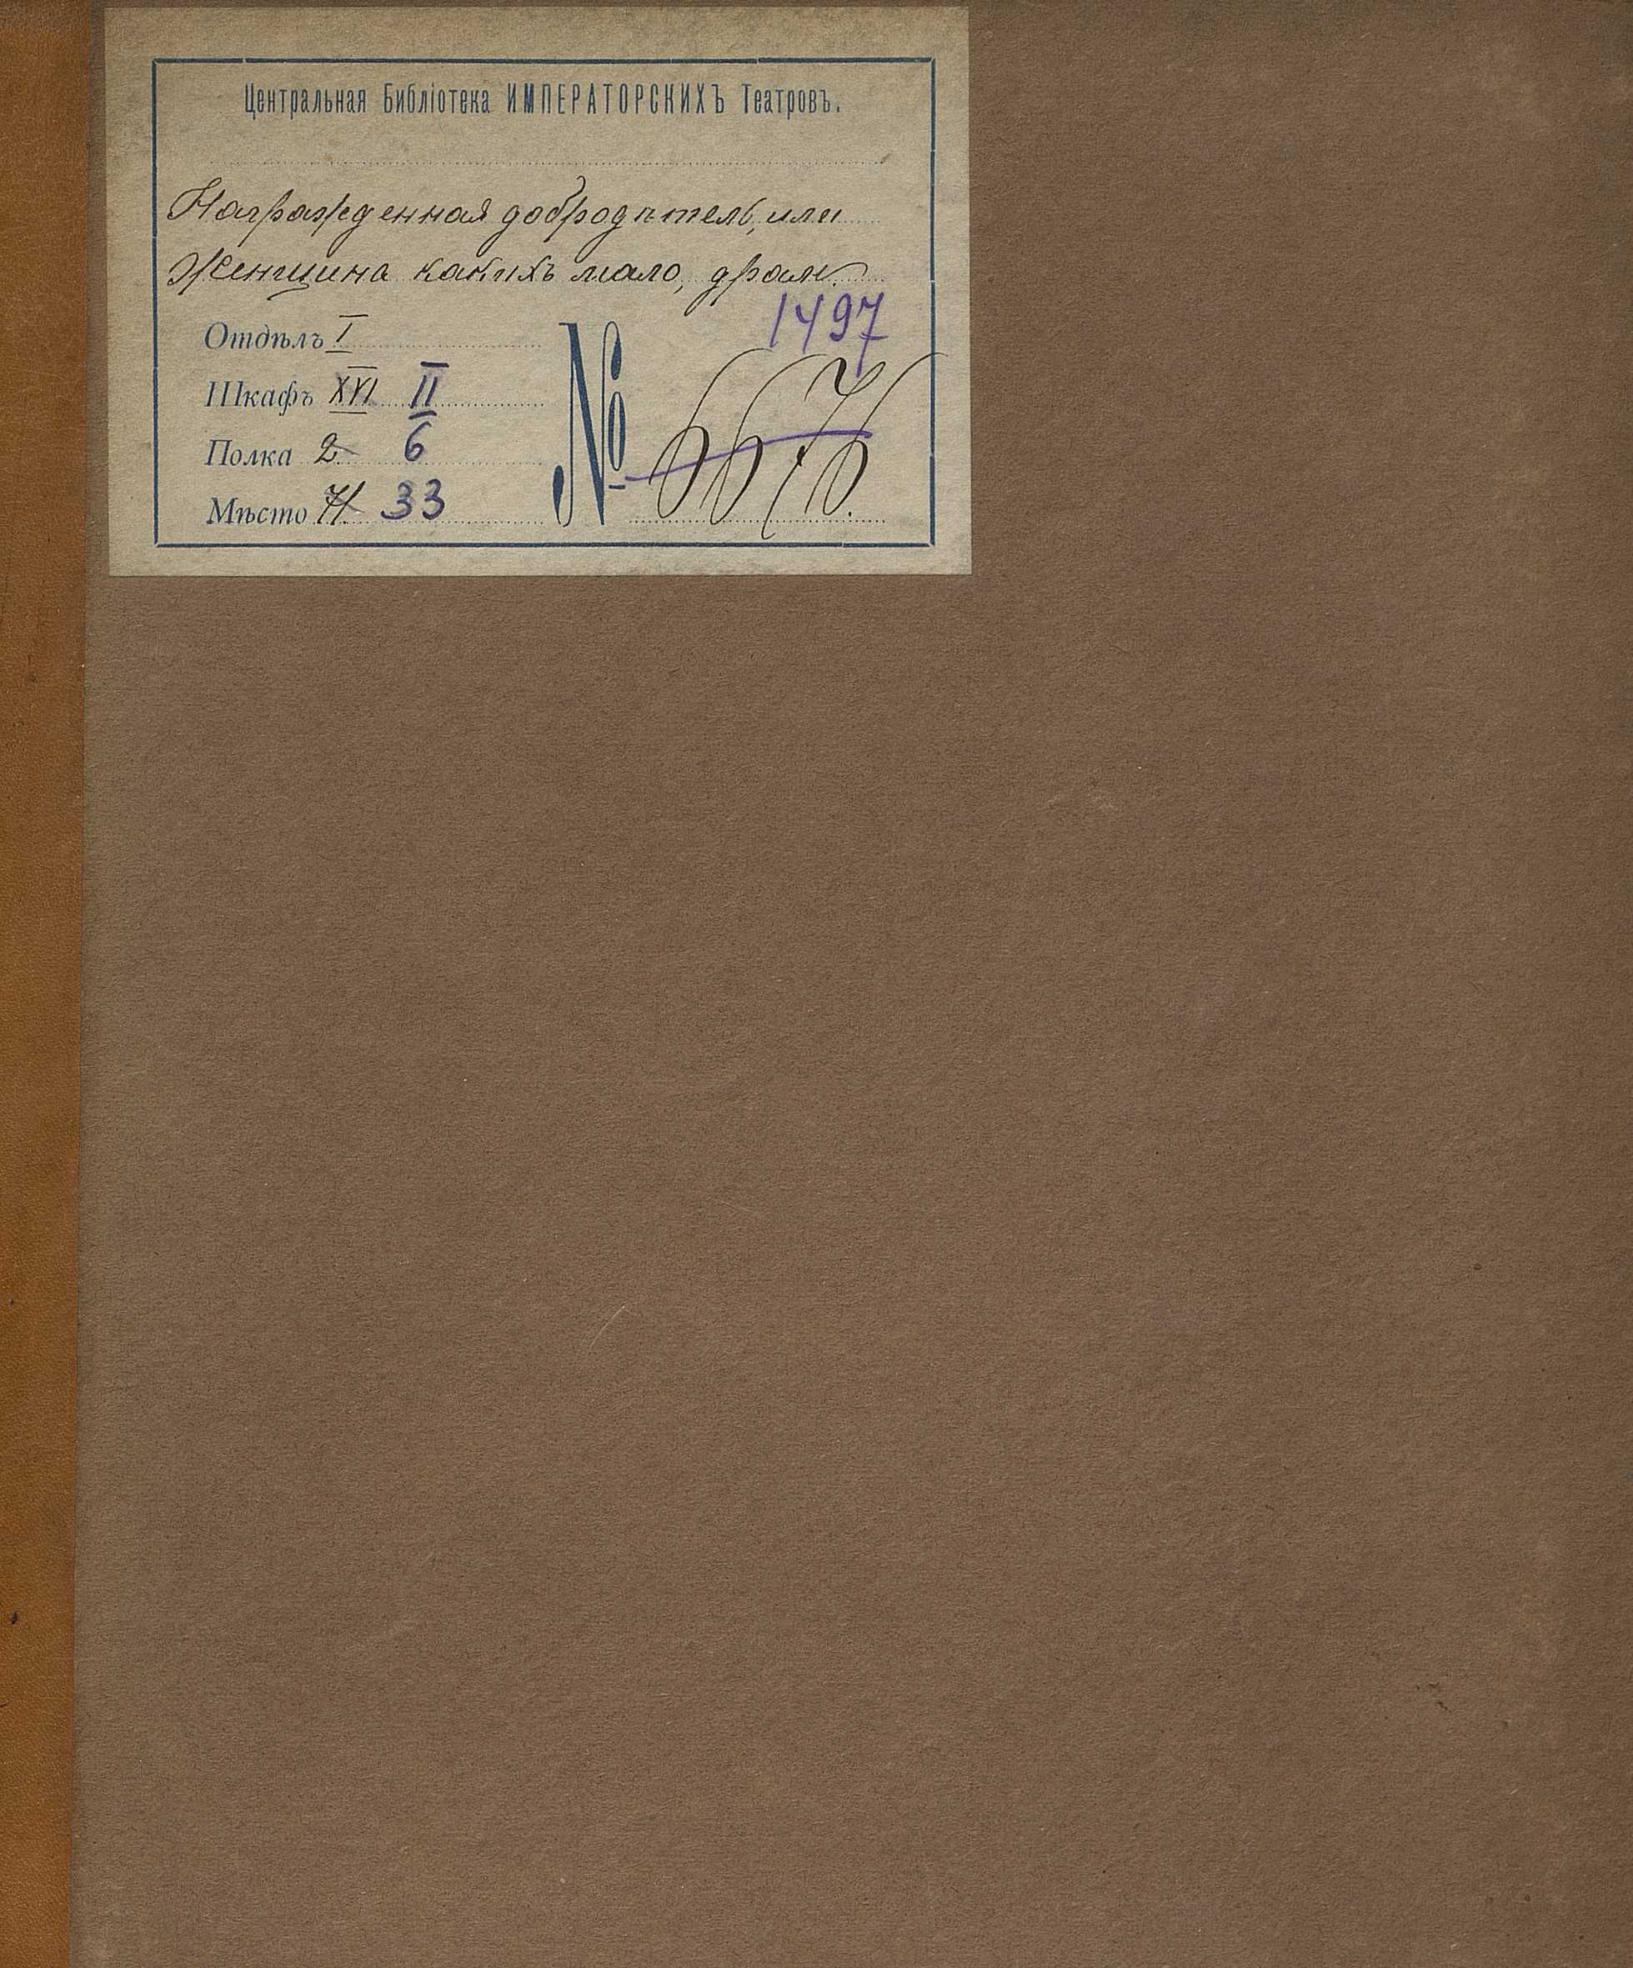 Центральная Библіотека ИМПЕРАТОРСКИХЪ Театровъ.
Награжденная добродѣтель, или
Женщина какихъ мало, драм.
1497
Отдѣлъ I
Шкафъ XVI II
Полка 2 6
Мѣсто 71 33
№ 6676.